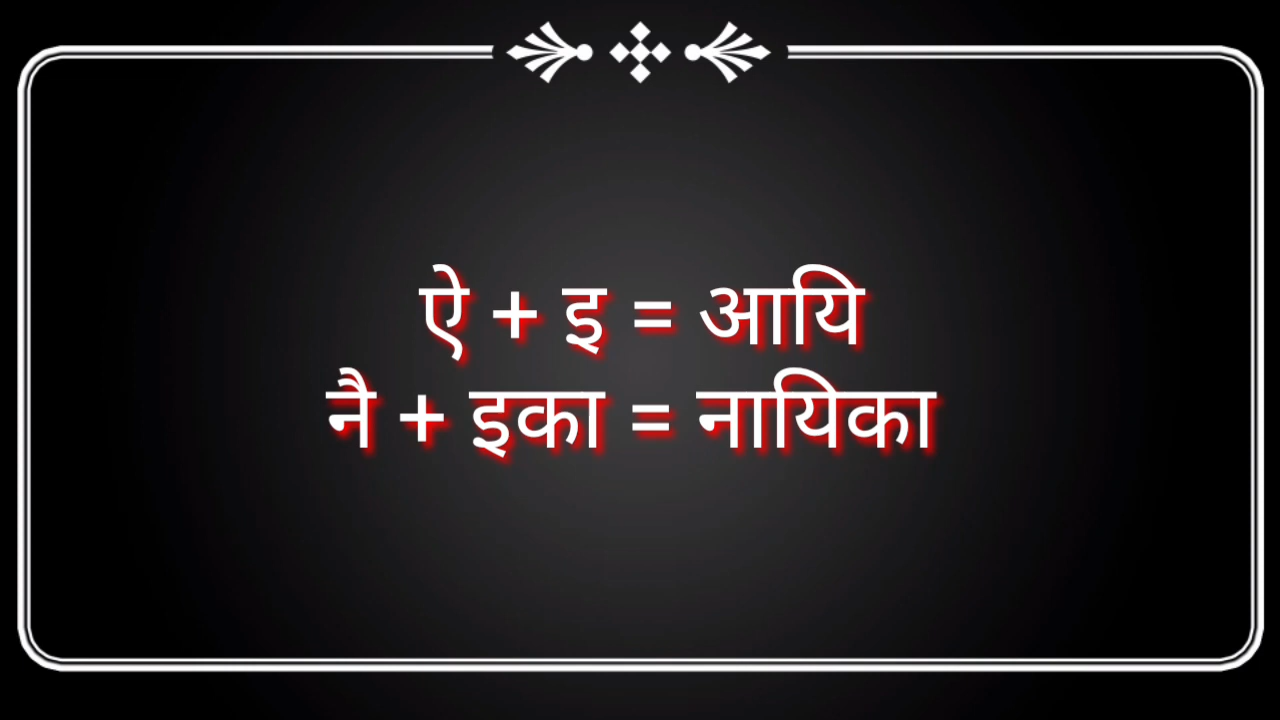 ऐ + इ = आयि
नै + इका = नायिका